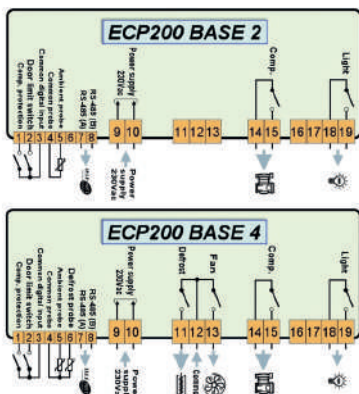 ECP200 BASE 2
Comp. protection
Door limit switch
Common digital input
Common probe
Ambient probe
RS-485 (A)
RS-485 (B)
Power supply
230Vac
Comp.
Light
1 2 3 4 5 6 7 8 9 10 11 12 13 14 15 16 17 18 19
Power
supply
230Vac
ECP200 BASE 4
Comp. protection
Door limit switch
Common digital input
Common probe
Ambient probe
Defrost probe
RS-485 (A)
RS-485 (B)
Power supply
230Vac
Defrost
Fan
Comp.
Light
1 2 3 4 5 6 7 8 9 10 11 12 13 14 15 16 17 18 19
Power
supply
230Vac